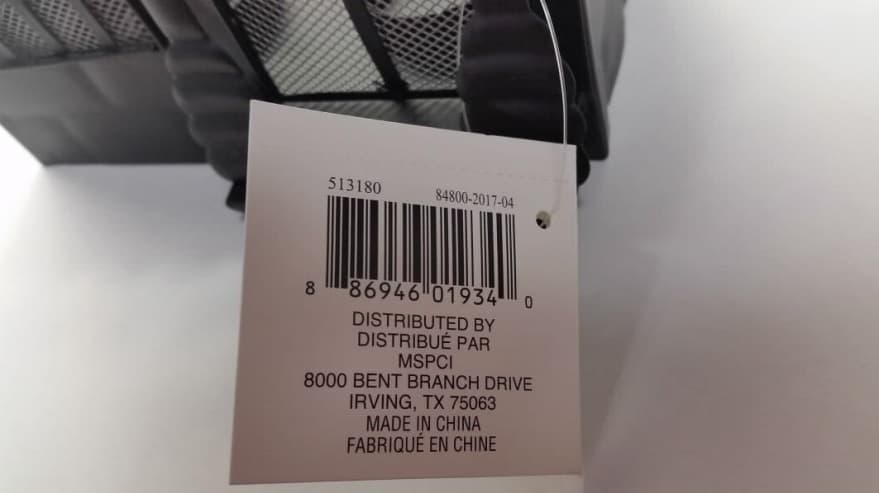 513180 84800-2017-04
8 86946 01934 0
DISTRIBUTED BY
DISTRIBUÉ PAR
MSPCI
8000 BENT BRANCH DRIVE
IRVING, TX 75063
MADE IN CHINA
FABRIQUÉ EN CHINE